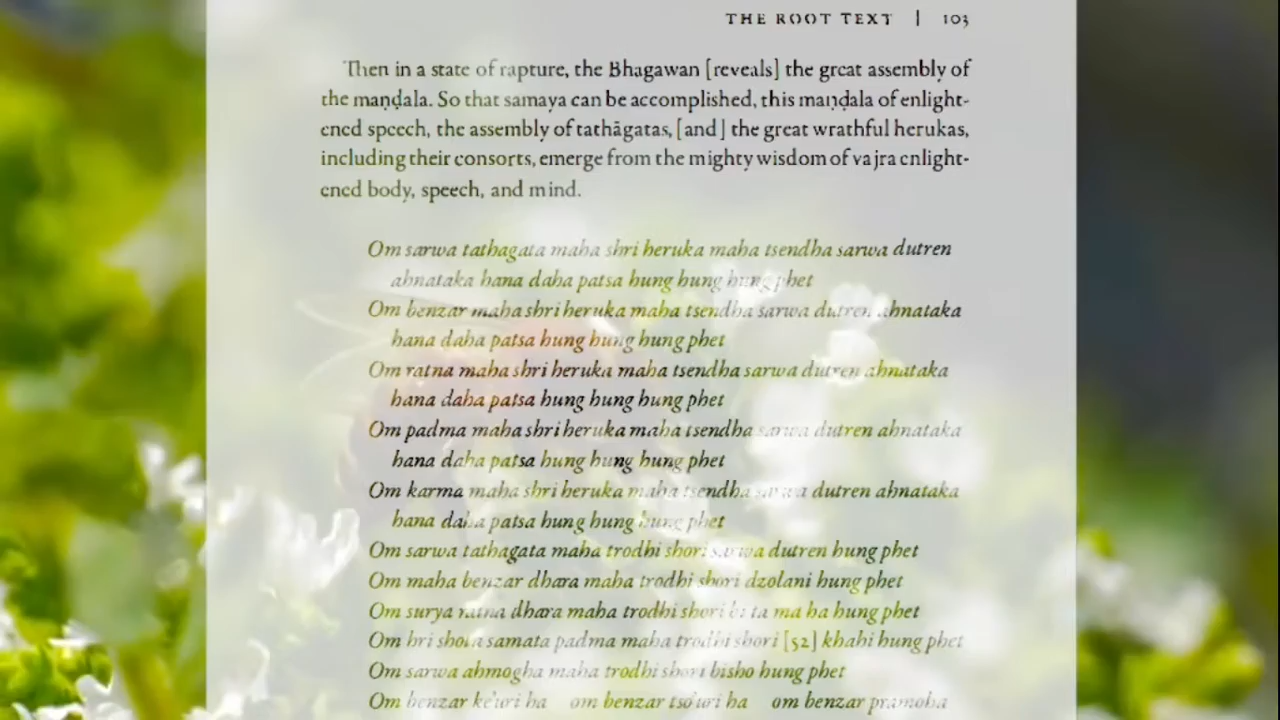 THE ROOT TEXT | 103
Then in a state of rapture, the Bhagawan [reveals] the great assembly of
the maṇḍala. So that samaya can be accomplished, this maṇḍala of enlight-
ened speech, the assembly of tathāgatas, [and] the great wrathful herukas,
including their consorts, emerge from the mighty wisdom of vajra enlight-
ened body, speech, and mind.
Om sarwa tathagata maha shri heruka maha tsendha sarwa dutren
ahnataka hana daha patsa hung hung hung phet
Om benzar maha shri heruka maha tsendha sarwa dutren ahnataka
hana daha patsa hung hung hung phet
Om ratna maha shri heruka maha tsendha sarwa dutren ahnataka
hana daha patsa hung hung hung phet
Om padma maha shri heruka maha tsendha sarwa dutren ahnataka
hana daha patsa hung hung hung phet
Om karma maha shri heruka maha tsendha sarwa dutren ahnataka
hana daha patsa hung hung hung phet
Om sarwa tathagata maha trodhi shori sarwa dutren hung phet
Om maha benzar dhara maha trodhi shori dzolani hung phet
Om surya ratna dhara maha trodhi shori ma ha hung phet
Om hri shora samata padma maha trodhi shori [52] khahi hung phet
Om sarwa ahmogha maha trodhi shori bisho hung phet
Om benzar ke'uri ha om benzar tso'uri ha om benzar pramoha